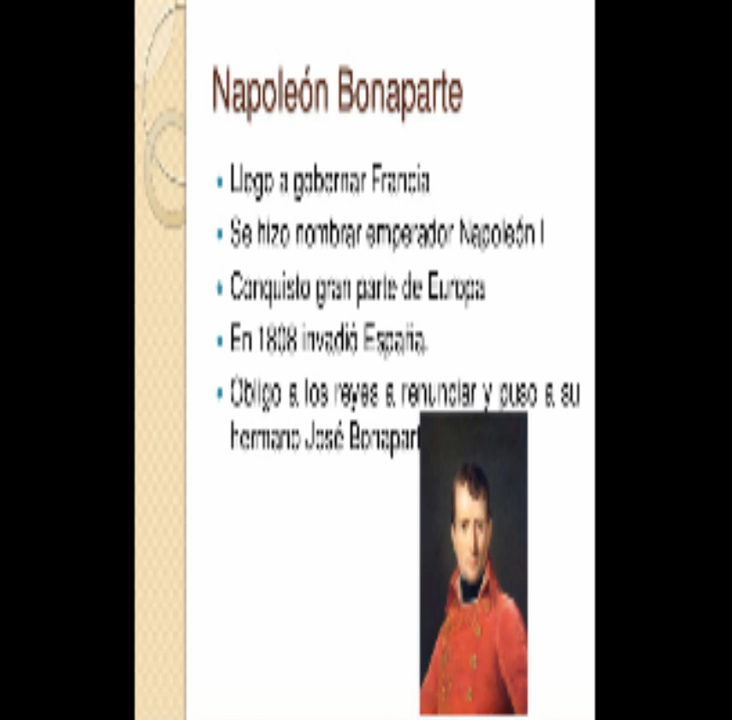 Napoleón Bonaparte
Llego a gobernar Francia
Se hizo nombrar emperador Napoleón I
Conquisto gran parte de Europa
En 1808 invadió España.
Obligo a los reyes a renunciar y puso a su
hermano José Bonapart